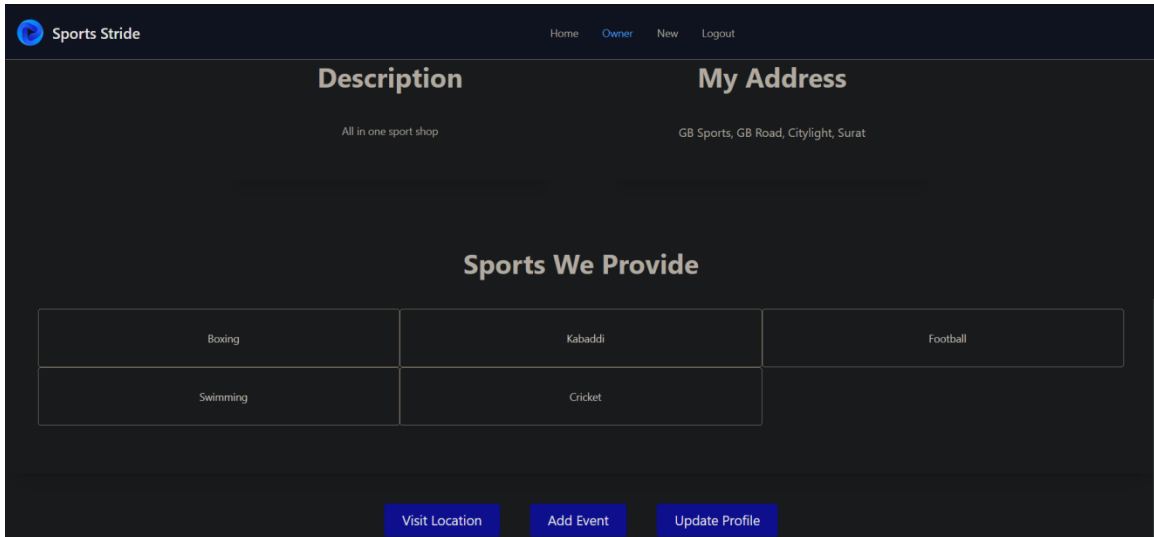 Sports Stride
Home Owner New Logout
Description
All in one sport shop
My Address
GB Sports, GB Road, Citylight, Surat
Sports We Provide
Boxing Kabaddi Football
Swimming Cricket
Visit Location Add Event Update Profile